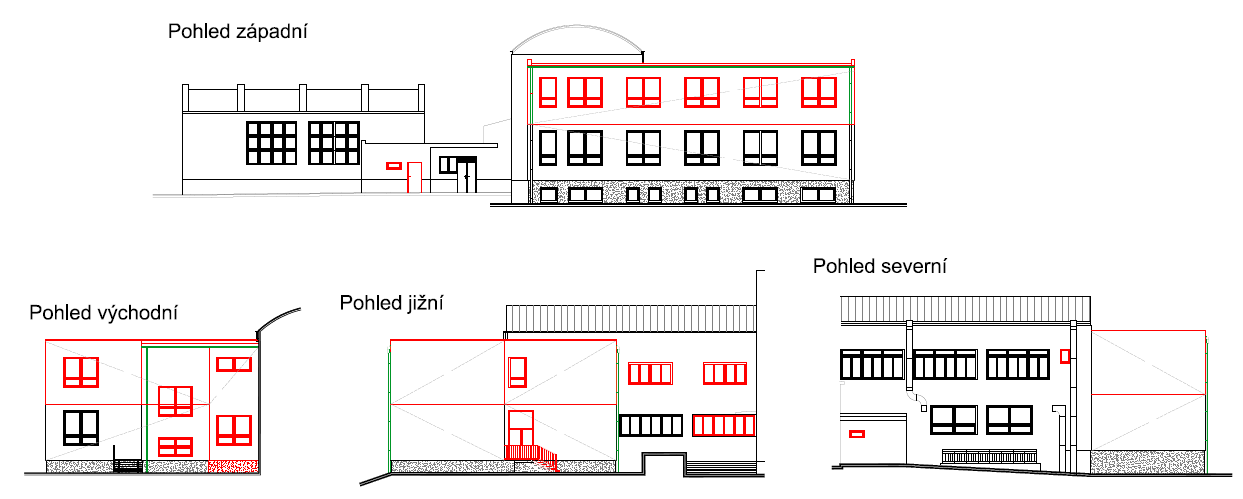 Pohled západní
Pohled severní
Pohled jižní
Pohled východní